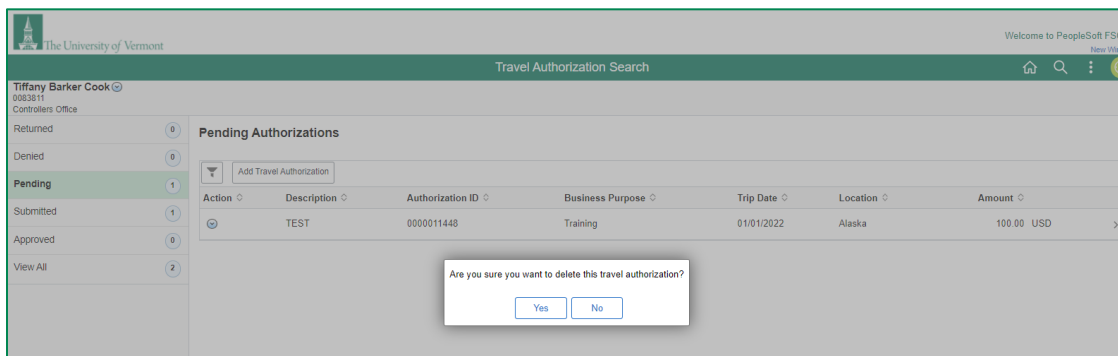 The University of Vermont
Welcome to PeopleSoft
New
Travel Authorization Search
Tiffany Barker Cook
0083811
Controllers Office
Returned 0
Denied 0
Pending 1
Submitted 1
Approved 0
View All 2
Pending Authorizations
Add Travel Authorization
Action Description Authorization ID Business Purpose Trip Date Location Amount
TEST 0000011448 Training 01/01/2022 Alaska 100.00 USD
Are you sure you want to delete this travel authorization?
Yes No